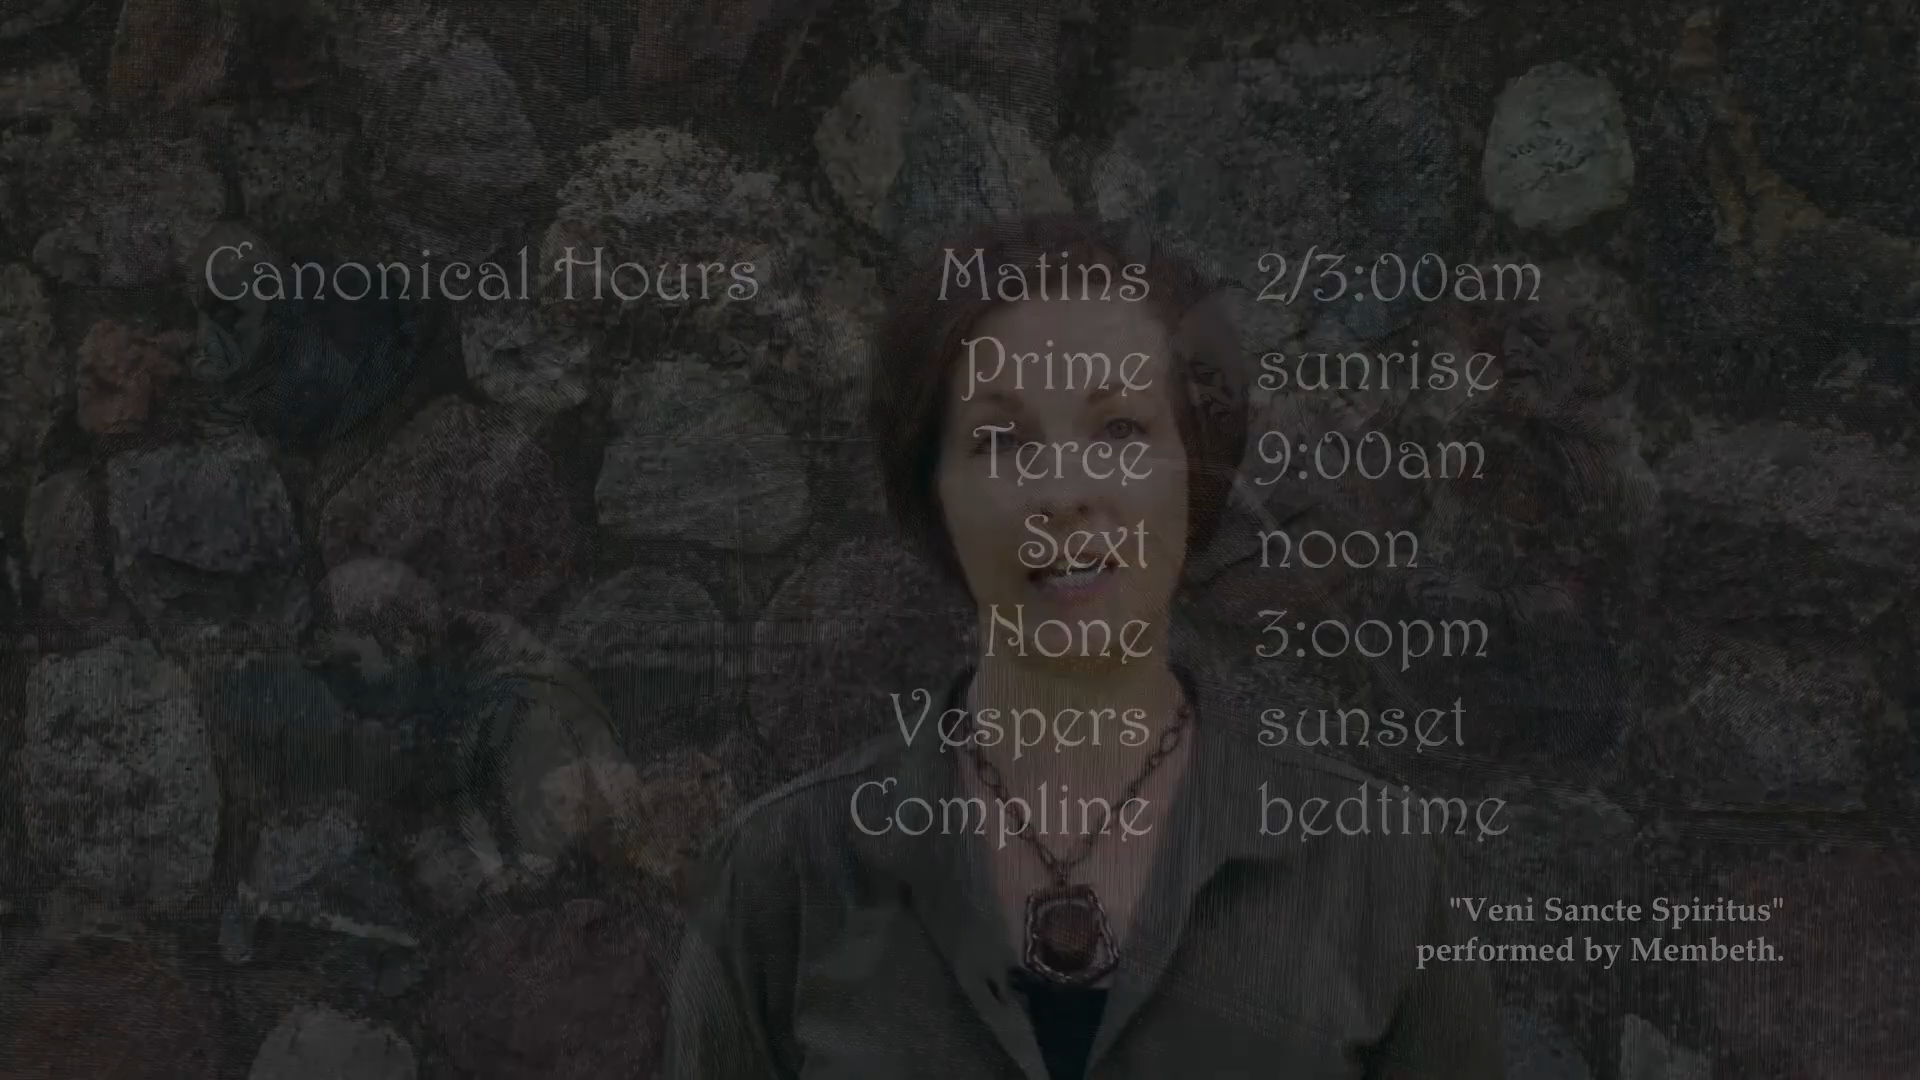 Canonical Hours Matins 2/3:00am
Prime sunrise
Terce 9:00am
Sext noon
None 3:00pm
Vespers sunset
Compline bedtime
"Veni Sancte Spiritus"
performed by Membeth.